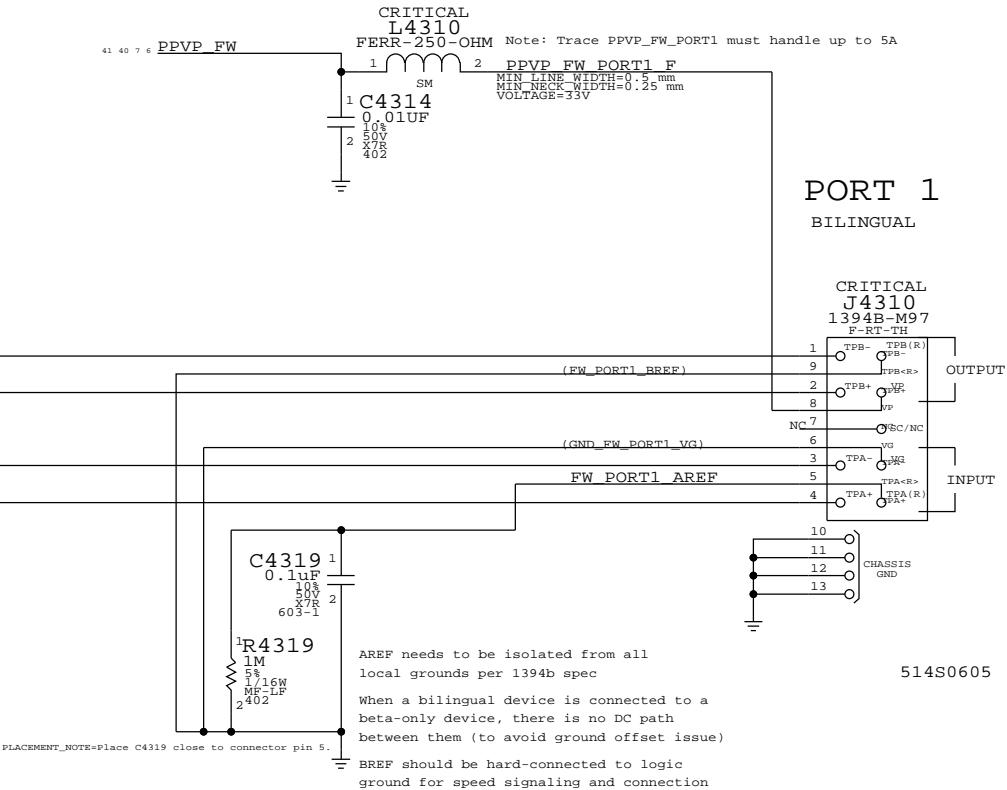 CRITICAL
L4310
FERR-250-OHM
Note: Trace PPVP_FW_PORT1 must handle up to 5A
41 40 7 6 PPVP_FW
1
2
PPVP_FW_PORT1_F
MIN_LINE_WIDTH=0.5 mm
MIN_NECK_WIDTH=0.25 mm
VOLTAGE=33V
SM
1
C4314
0.01UF
10%
50V
X7R
402
2
PORT 1
BILINGUAL
CRITICAL
J4310
1394B-M97
F-RT-TH
1
TPB-
TPB(R)
TPB-
9
(FW_PORT1_BREF)
TPB<R>
OUTPUT
2
TPB+
VP
TPB+
8
VP
NC
7
NC
SC/NC
6
(GND_FW_PORT1_VG)
VG
3
TPA-
VG
TPA-
5
FW_PORT1_AREF
TPA<R>
INPUT
4
TPA+
TPA(R)
TPA+
10
11
12
13
CHASSIS
GND
C4319
0.1uF
10%
50V
X7R
603-1
1
2
1
R4319
1M
5%
1/16W
MF-LF
402
2
AREF needs to be isolated from all
local grounds per 1394b spec
514S0605
When a bilingual device is connected to a
beta-only device, there is no DC path
between them (to avoid ground offset issue)
PLACEMENT_NOTE=Place C4319 close to connector pin 5.
BREF should be hard-connected to logic
ground for speed signaling and connection